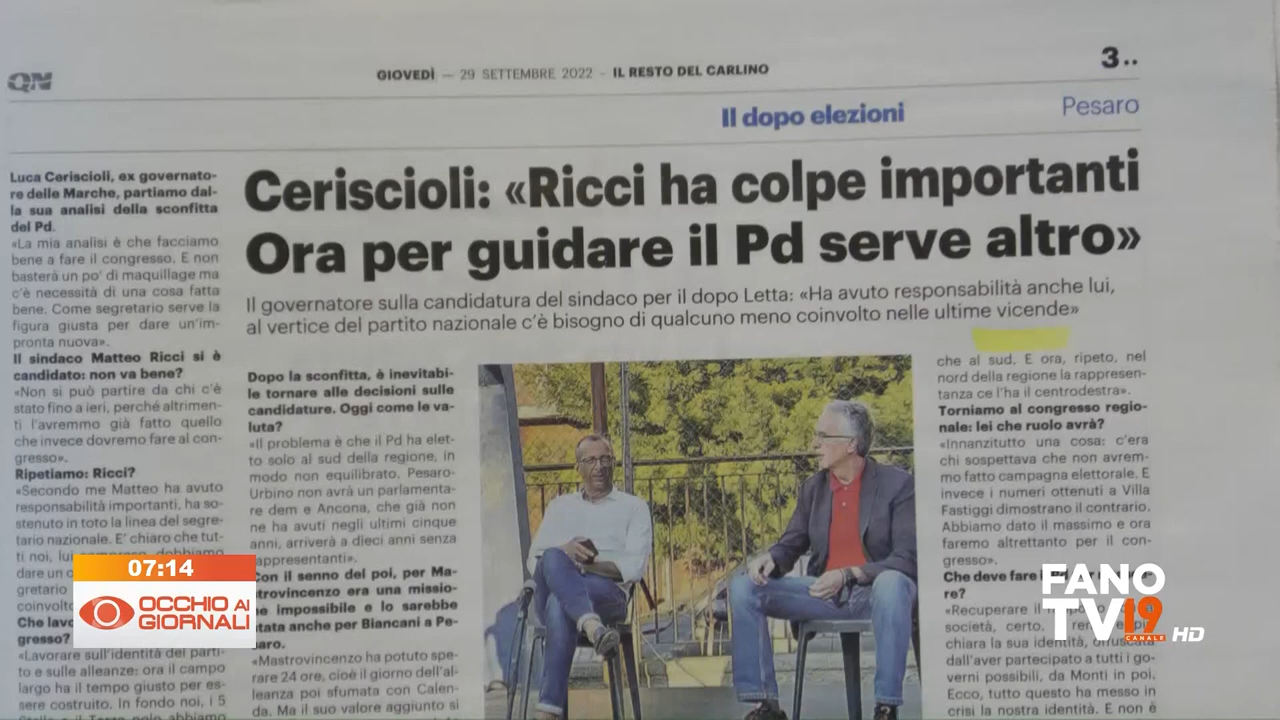 QN
GIOVEDÌ — 29 SETTEMBRE 2022 - IL RESTO DEL CARLINO
3..
Il dopo elezioni
Pesaro
Ceriscioli: «Ricci ha colpe importanti
Ora per guidare il Pd serve altro»
Il governatore sulla candidatura del sindaco per il dopo Letta: «Ha avuto responsabilità anche lui,
al vertice del partito nazionale c'è bisogno di qualcuno meno coinvolto nelle ultime vicende»
Luca Ceriscioli, ex governato-
re delle Marche, partiamo dal-
la sua analisi della sconfitta
del Pd.
«La mia analisi è che facciamo
bene a fare il congresso. E non
basterà un po' di maquillage ma
c'è necessità di una cosa fatta
bene. Come segretario serve la
figura giusta per dare un'im-
pronta nuova».
Il sindaco Matteo Ricci si è
candidato: non va bene?
«Non si può partire da chi c'è
stato fino a ieri, perché altrimen-
ti l'avremmo già fatto quello
che invece dovremo fare al con-
gresso».
Ripetiamo: Ricci?
«Secondo me Matteo ha avuto
responsabilità importanti, ha so-
stenuto in toto la linea del segre-
tario nazionale. E' chiaro che tut-
ti noi, lui compreso, dobbiamo
dare un
gretario
coinvolto
Che
gresso?
«Lavorare sull'identità del parti-
to e sulle alleanze: ora il campo
largo ha il tempo giusto per es-
sere costruito. In fondo noi, i 5
Dopo la sconfitta, è inevitabi-
le tornare alle decisioni sulle
candidature. Oggi come le va-
luta?
«Il problema è che il Pd ha elet-
to solo al sud della regione, in
modo non equilibrato. Pesaro-
Urbino non avrà un parlamenta-
re dem e Ancona, che già non
ne ha avuti negli ultimi cinque
anni, arriverà a dieci anni senza
appresentanti».
Con il senno del poi, per Ma-
trovincenzo era una missio-
ne impossibile e lo sarebbe
stata anche per Biancani a Pe-
aro.
«Mastrovincenzo ha potuto spe-
rare 24 ore, cioè il giorno dell'al-
leanza poi sfumata con Calen-
da. Ma il suo valore aggiunto si
che al sud. E ora, ripeto, nel
nord della regione la rappresen-
tanza ce l'ha il centrodestra».
Torniamo al congresso regio-
nale: lei che ruolo avrà?
«Innanzitutto una cosa: c'era
chi sospettava che non avrem-
mo fatto campagna elettorale. E
invece i numeri ottenuti a Villa
Fastiggi dimostrano il contrario.
Abbiamo dato il massimo e ora
faremo altrettanto per il con-
gresso».
Che deve fare
re?
«Recuperare il
società, certo.
chiara la sua identità, offuscata
dall'aver partecipato a tutti i go-
verni possibili, da Monti in poi.
Ecco, tutto questo ha messo in
crisi la nostra identità. E non è
07:14
OCCHIO AI
GIORNALI
FANO
TV 19
CANALE
HD